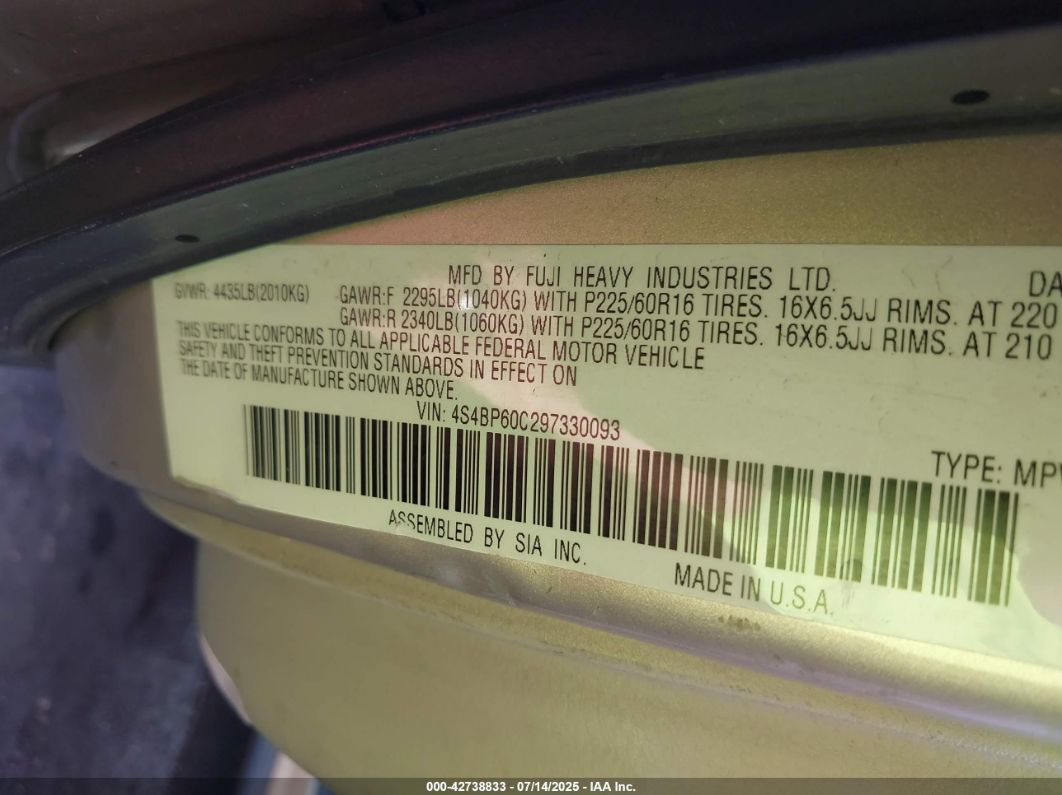 MFD BY FUJI HEAVY INDUSTRIES LTD. DA
GVWR: 4435LB(2010KG) GAWR:F 2295LB(1040KG) WITH P225/60R16 TIRES. 16X6.5JJ RIMS. AT 220
GAWR:R 2340LB(1060KG) WITH P225/60R16 TIRES. 16X6.5JJ RIMS. AT 210
THIS VEHICLE CONFORMS TO ALL APPLICABLE FEDERAL MOTOR VEHICLE
SAFETY AND THEFT PREVENTION STANDARDS IN EFFECT ON
THE DATE OF MANUFACTURE SHOWN ABOVE.
VIN: 4S4BP60C297330093
TYPE: MPV
ASSEMBLED BY SIA INC.
MADE IN U.S.A.
000-42738833 - 07/14/2025 - IAA Inc.